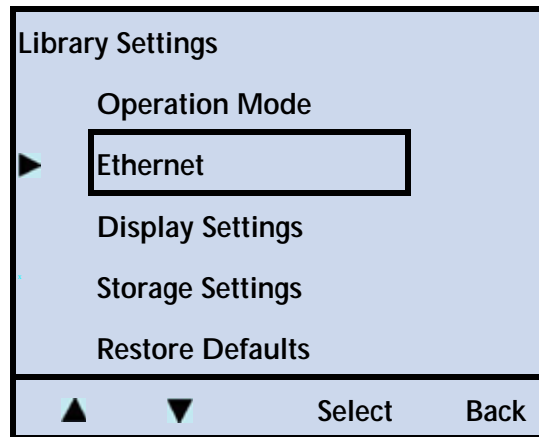 Library Settings
Operation Mode
Ethernet
Display Settings
Storage Settings
Restore Defaults
Select Back